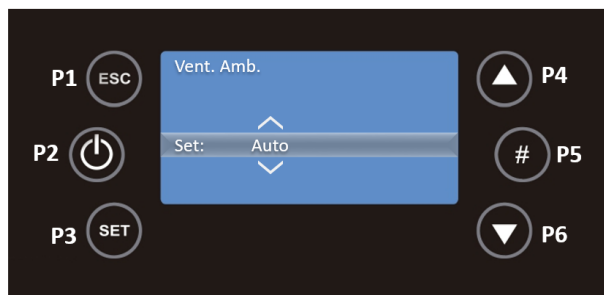 P1 ESC
Vent. Amb.
P4
P2
Set: Auto
# P5
P3 SET
P6